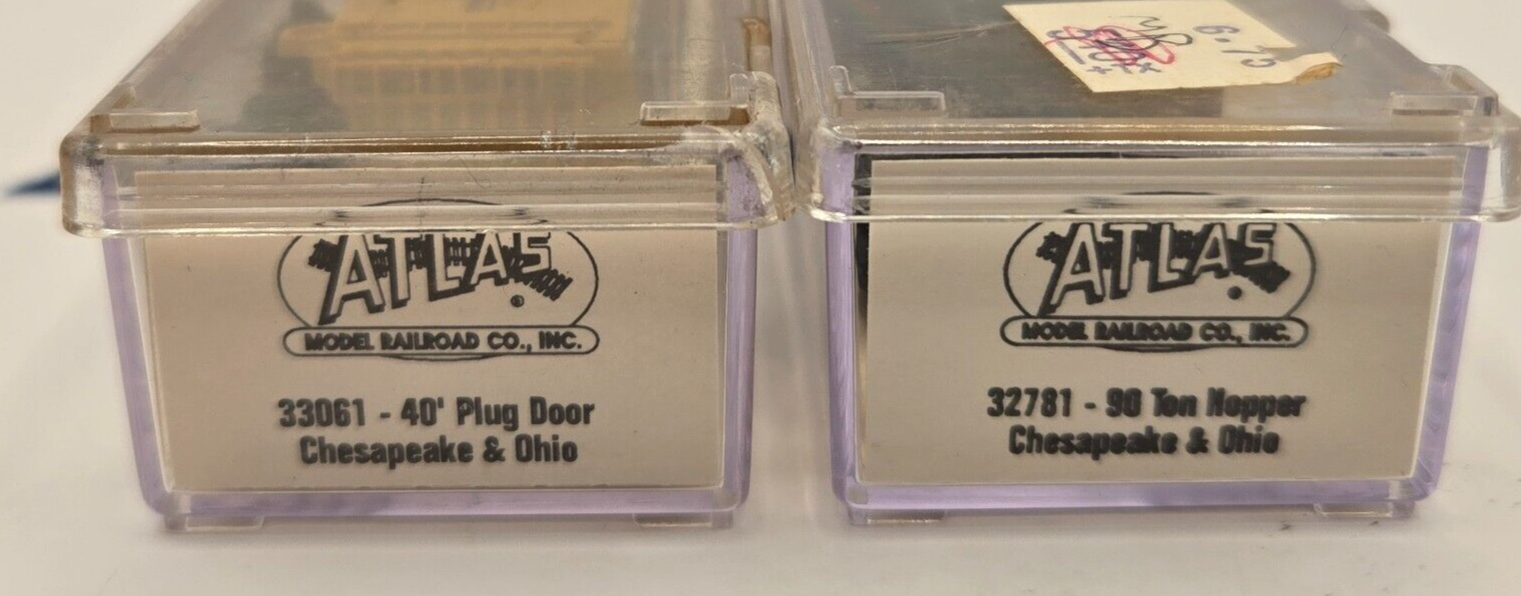 6.75
ATLAS
MODEL RAILROAD CO., INC.
33061 - 40' Plug Door
Chesapeake & Ohio
ATLAS
MODEL RAILROAD CO., INC.
32781 - 90 Ton Hopper
Chesapeake & Ohio